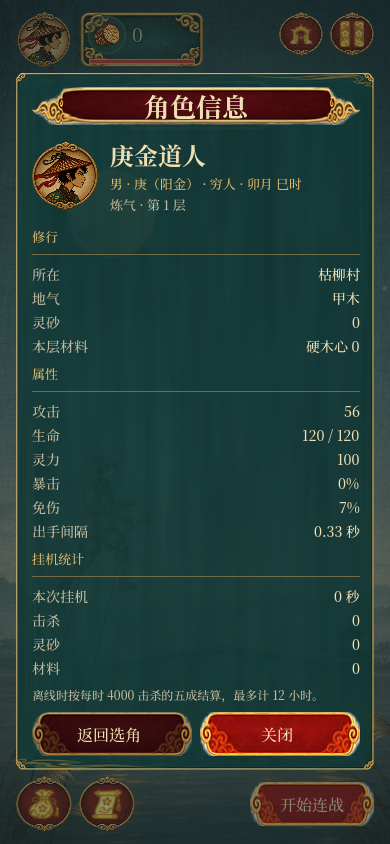 0
角色信息
庚金道人
男 · 庚（阳金） · 穷人 · 卯月 巳时
炼气 · 第 1 层
修行
所在 枯柳村
地气 甲木
灵砂 0
本层材料 硬木心 0
属性
攻击 56
生命 120 / 120
灵力 100
暴击 0%
免伤 7%
出手间隔 0.33 秒
挂机统计
本次挂机 0 秒
击杀 0
灵砂 0
材料 0
离线时按每时 4000 击杀的五成结算，最多计 12 小时。
返回选角 关闭
开始连战